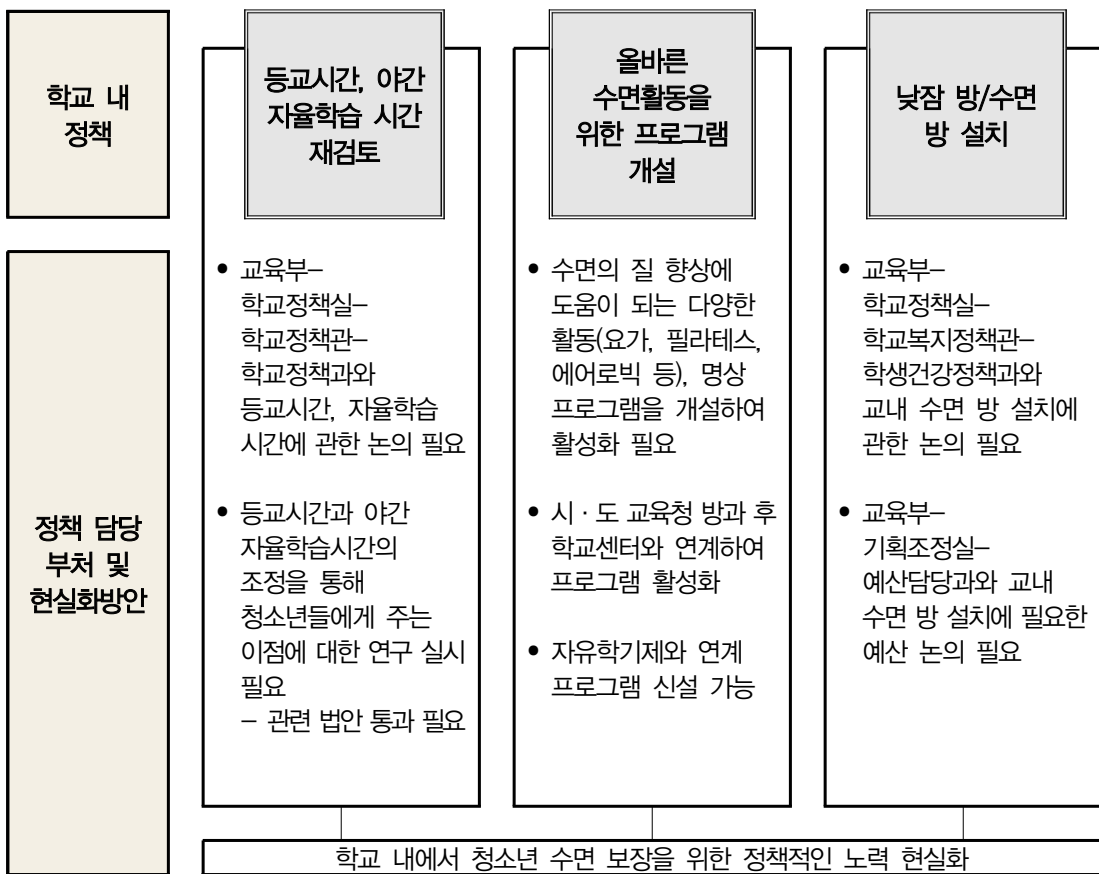 학교 내
정책
등교시간, 야간
자율학습 시간
재검토
올바른
수면활동을
위한 프로그램
개설
낮잠 방/수면
방 설치
정책 담당
부처 및
현실화방안
• 교육부–
학교정책실–
학교정책관–
학교정책과와
등교시간, 자율학습
시간에 관한 논의 필요
• 등교시간과 야간
자율학습시간의
조정을 통해
청소년들에게 주는
이점에 대한 연구 실시
필요
– 관련 법안 통과 필요
• 수면의 질 향상에
도움이 되는 다양한
활동(요가, 필라테스,
에어로빅 등), 명상
프로그램을 개설하여
활성화 필요
• 시 · 도 교육청 방과 후
학교센터와 연계하여
프로그램 활성화
• 자유학기제와 연계
프로그램 신설 가능
• 교육부–
학교정책실–
학교복지정책관–
학생건강정책과와
교내 수면 방 설치에
관한 논의 필요
• 교육부–
기획조정실–
예산담당과와 교내
수면 방 설치에 필요한
예산 논의 필요
학교 내에서 청소년 수면 보장을 위한 정책적인 노력 현실화